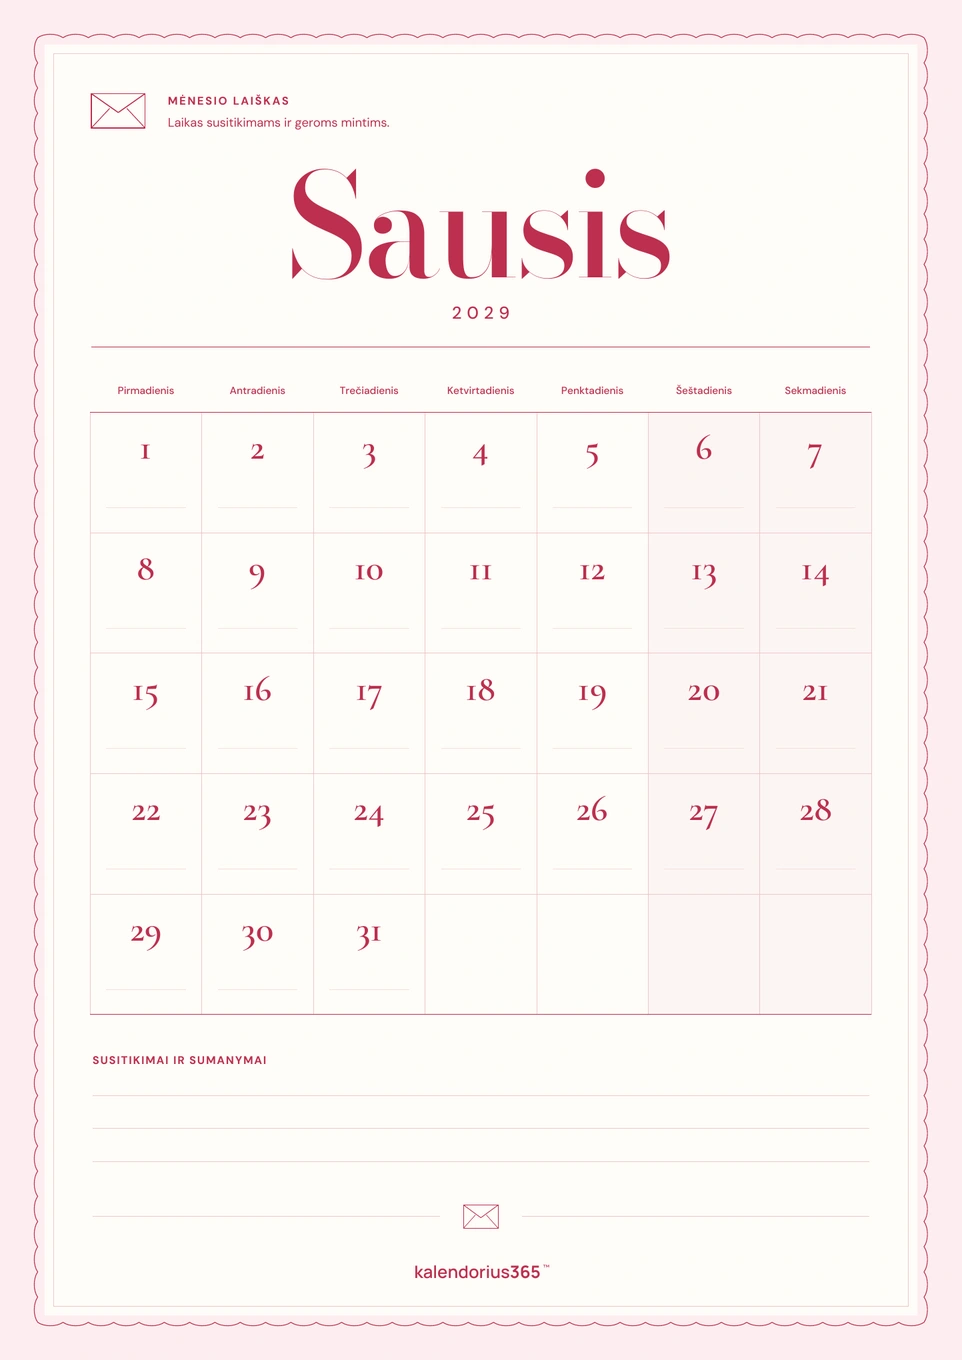 MĖNESIO LAIŠKAS
Laikas susitikimams ir geroms mintims.
Sausis
2029
Pirmadienis Antradienis Trečiadienis Ketvirtadienis Penktadienis Šeštadienis Sekmadienis
1 2 3 4 5 6 7
8 9 10 11 12 13 14
15 16 17 18 19 20 21
22 23 24 25 26 27 28
29 30 31
SUSITIKIMAI IR SUMANYMAI
kalendorius365™